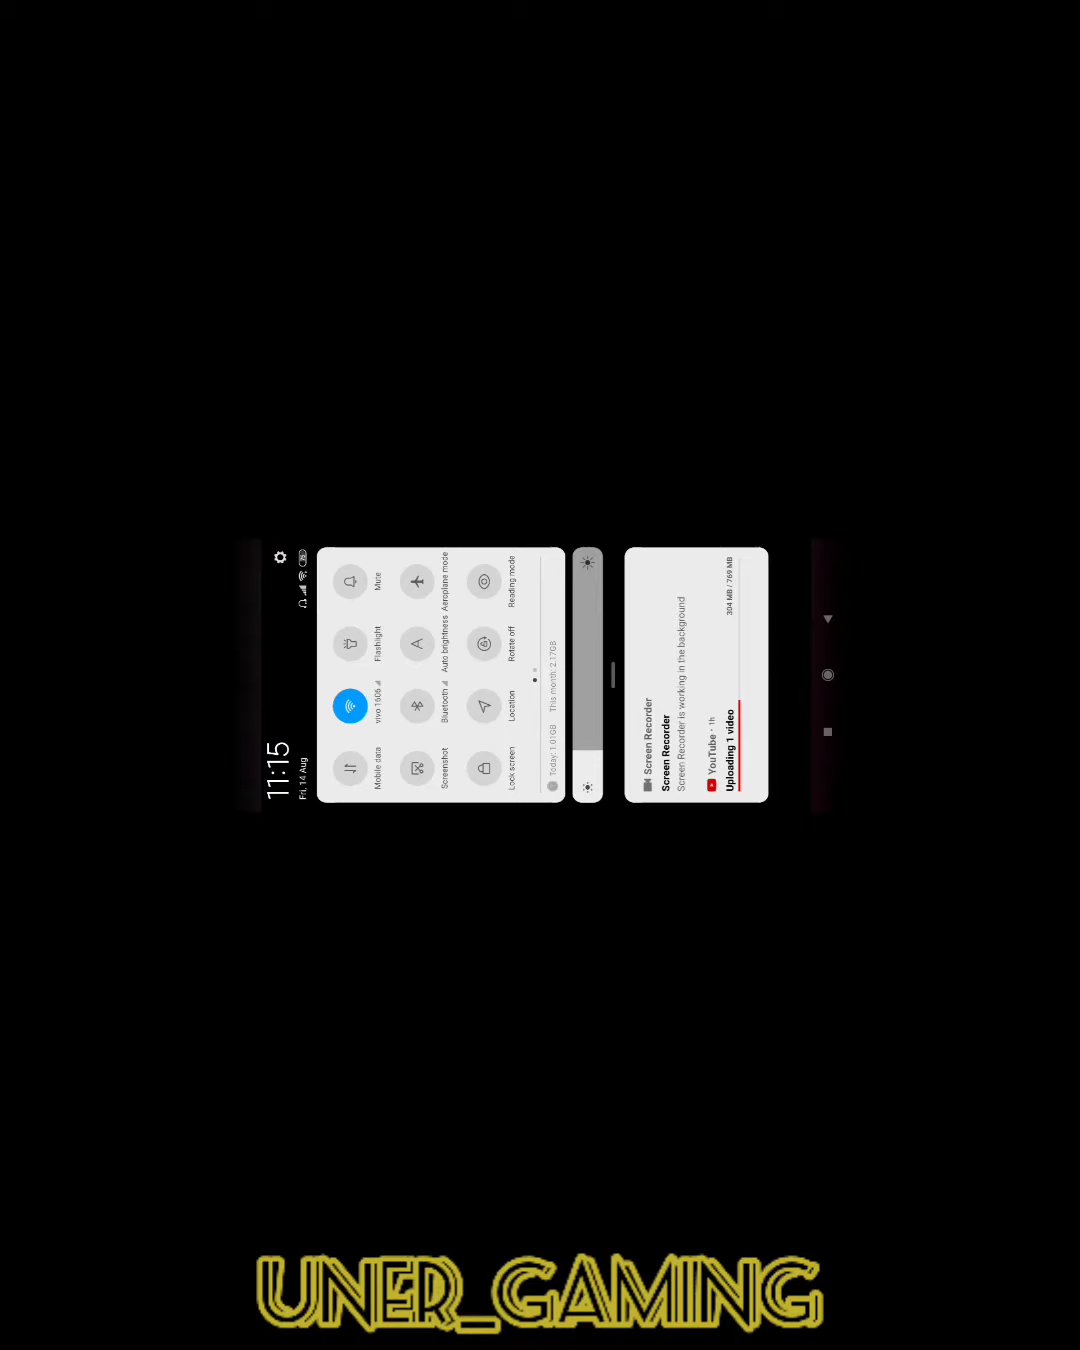 11:15
Fri, 14 Aug
Mobile data
vivo 1606
Flashlight
Mute
Screenshot
Bluetooth
Auto brightness
Aeroplane mode
Lock screen
Location
Rotate off
Reading mode
Today: 1.01GB
This month: 2.17GB
Screen Recorder
Screen Recorder
Screen Recorder is working in the background
YouTube · 1h
Uploading 1 video
304 MB / 769 MB
UNER_GAMING